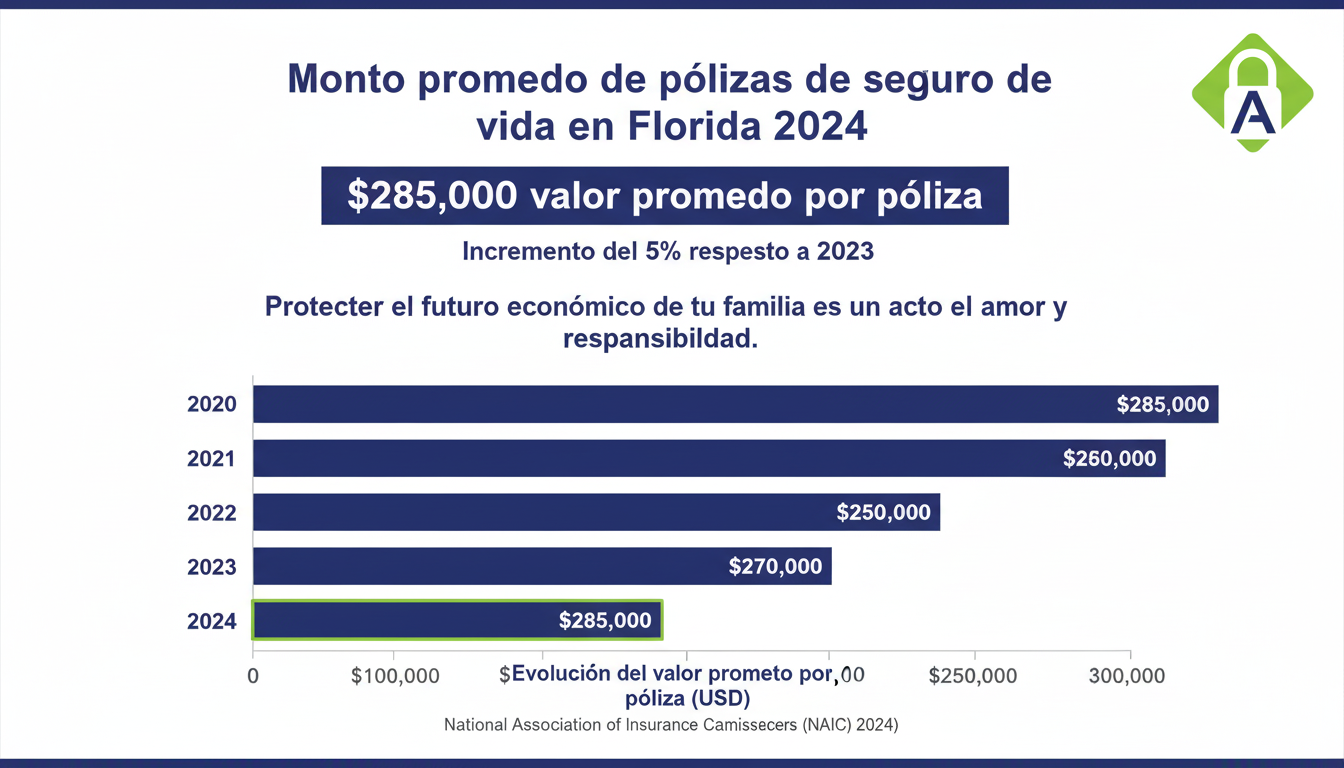 Monto promedo de pólizas de seguro de
vida en Florida 2024
A
$285,000 valor promedo por póliza
Incremento del 5% respesto a 2023
Protecter el futuro económico de tu familia es un acto el amor y
respansibildad.
2020 $285,000
2021 $260,000
2022 $250,000
2023 $270,000
2024 $285,000
0 $100,000 $Evolución del valor prometo por,00 $250,000 300,000
póliza (USD)
National Association of Insurance Camissecers (NAIC) 2024)